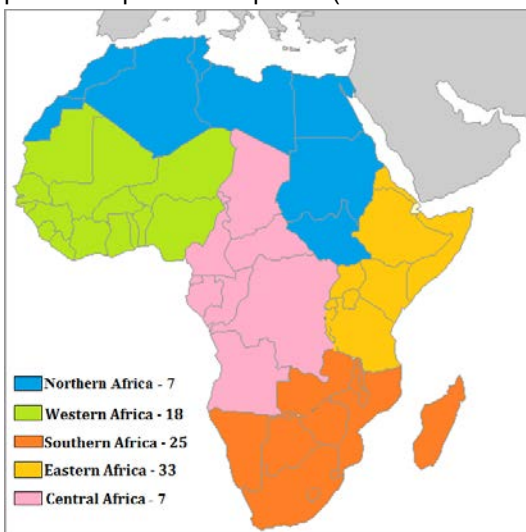 Northern Africa - 7
Western Africa - 18
Southern Africa - 25
Eastern Africa - 33
Central Africa - 7